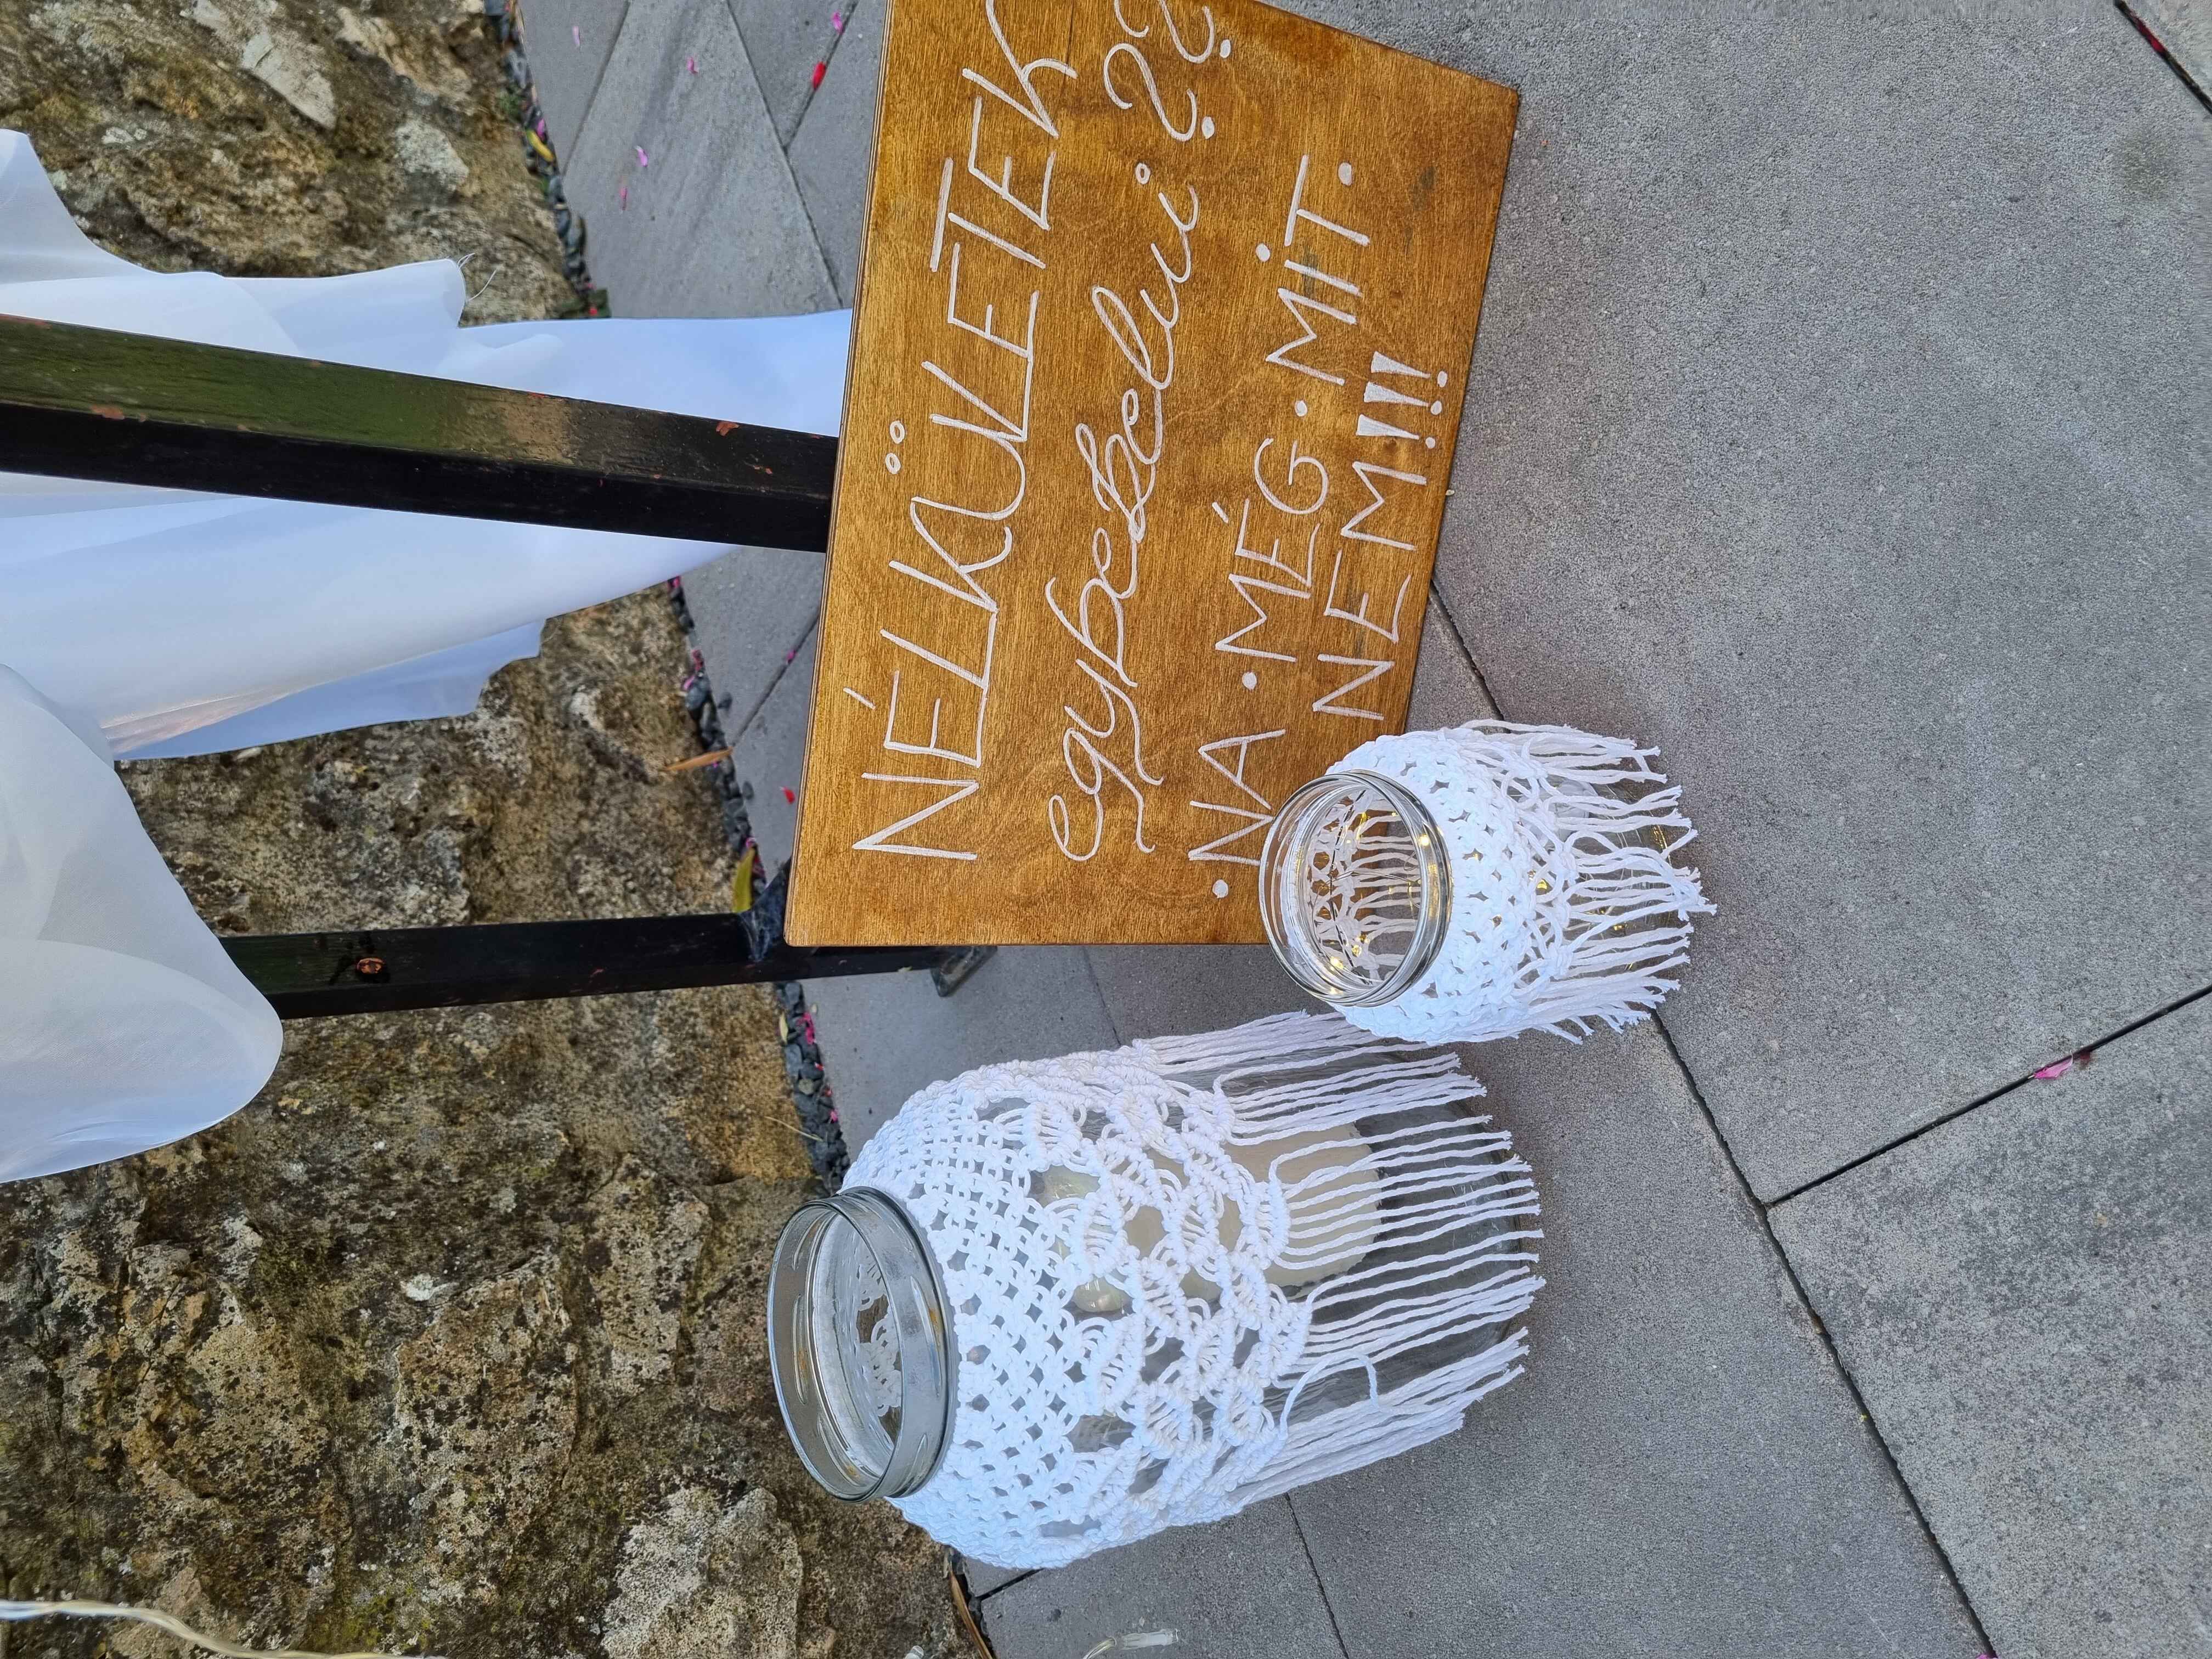 NÉLKÜLETEK
egybekelni??
• NA • MÉG • MIT •
NEM!!!